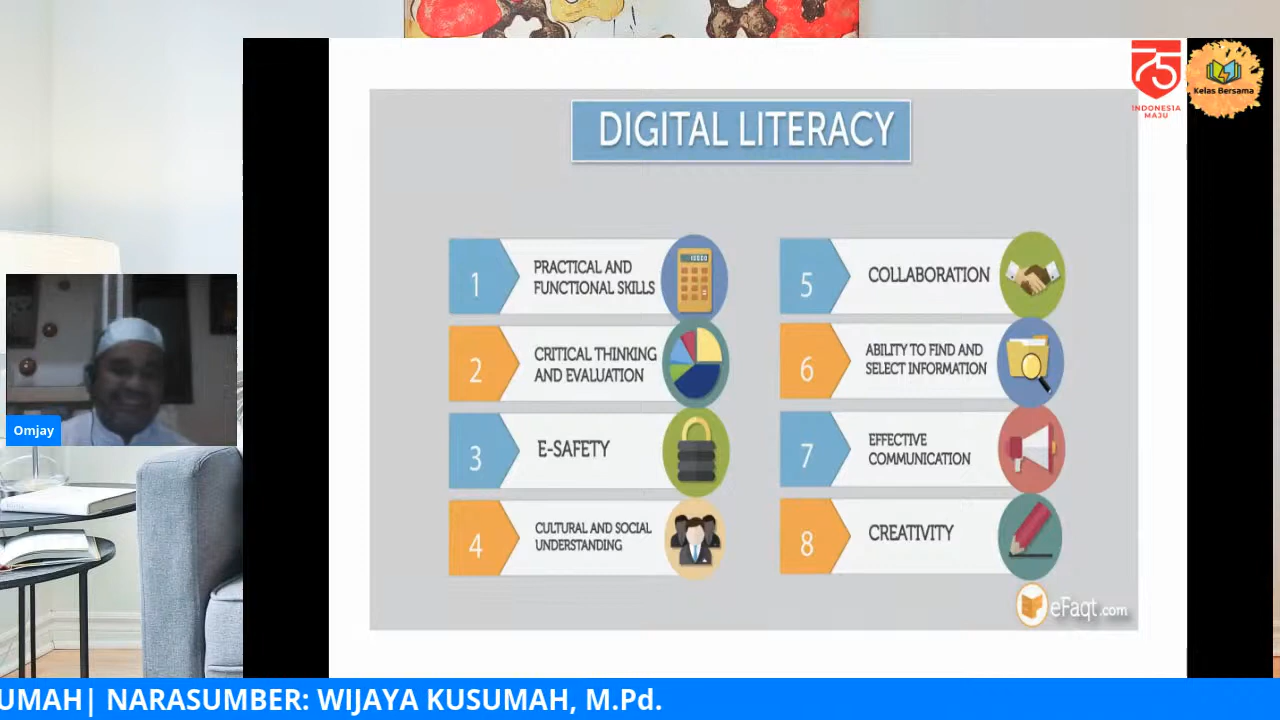 75
INDONESIA
MAJU
Kelas Bersama
DIGITAL LITERACY
1
PRACTICAL AND
FUNCTIONAL SKILLS
2
CRITICAL THINKING
AND EVALUATION
3
E-SAFETY
4
CULTURAL AND SOCIAL
UNDERSTANDING
5
COLLABORATION
6
ABILITY TO FIND AND
SELECT INFORMATION
7
EFFECTIVE
COMMUNICATION
8
CREATIVITY
eFaqt.com
Omjay
UMAH| NARASUMBER: WIJAYA KUSUMAH, M.Pd.